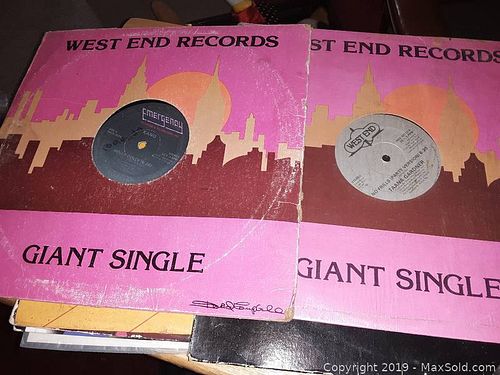 WEST END RECORDS
emergency
KANO
GIANT SINGLE
ST END RECORDS
WEST END
TAANA GARDNER
GIANT SINGLE
Copyright 2019 - MaxSold.com